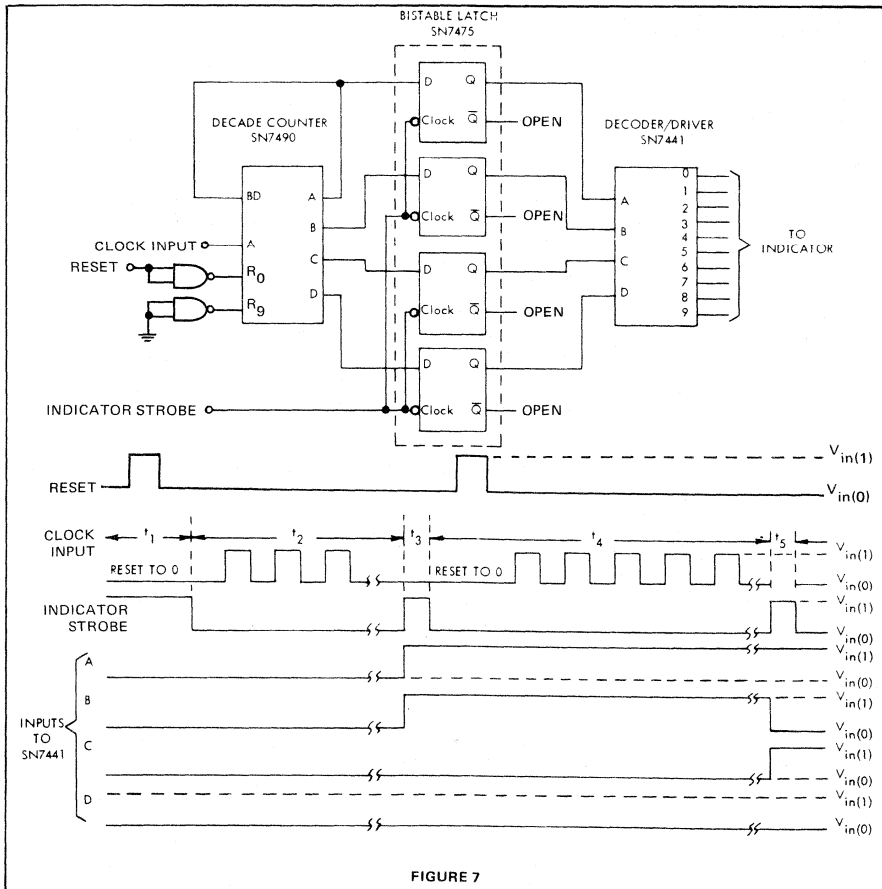 BISTABLE LATCH
SN7475
D Q
Clock Q̅ OPEN
DECADE COUNTER
SN7490
DECODER/DRIVER
SN7441
BD A
B
C
D
CLOCK INPUT A
RESET R0
R9
D Q
Clock Q̅ OPEN
D Q
Clock Q̅ OPEN
D Q
Clock Q̅ OPEN
A
B
C
D
0
1
2
3
4
5
6
7
8
9
TO
INDICATOR
INDICATOR STROBE
RESET
Vin(1)
Vin(0)
CLOCK
INPUT
t1 t2 t3 t4 t5
RESET TO 0 RESET TO 0
Vin(1)
Vin(0)
INDICATOR
STROBE
Vin(1)
Vin(0)
INPUTS
TO
SN7441
A
Vin(1)
Vin(0)
B
Vin(1)
Vin(0)
C
Vin(1)
Vin(0)
D
Vin(1)
Vin(0)
FIGURE 7